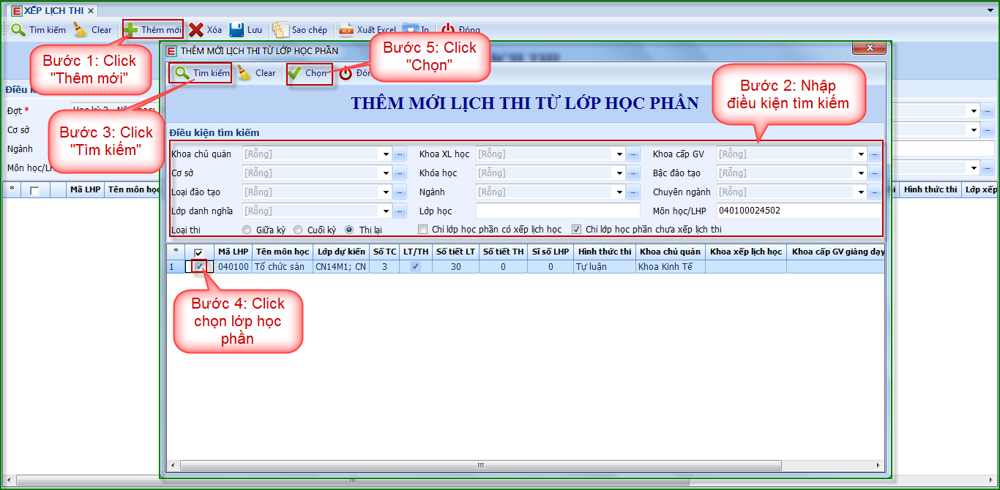 XẾP LỊCH THI
Tìm kiếm Clear Thêm mới Xóa Lưu Sao chép Xuất Excel In Đóng
Bước 1: Click
"Thêm mới"
THÊM MỚI LỊCH THI TỪ LỚP HỌC PHẦN
Bước 5: Click
"Chọn"
Tìm kiếm Clear Chọn Đón
Bước 2: Nhập
điều kiện tìm kiếm
THÊM MỚI LỊCH THI TỪ LỚP HỌC PHẦN
Bước 3: Click
"Tìm kiếm"
Điều k
Đợt *
Cơ sở
Ngành
Môn học/LH
Điều kiện tìm kiếm
Khoa chủ quản [Rỗng] Khoa XL học [Rỗng] Khoa cấp GV [Rỗng]
Cơ sở [Rỗng] Khóa học [Rỗng] Bậc đào tạo [Rỗng]
Loại đào tạo [Rỗng] Ngành [Rỗng] Chuyên ngành [Rỗng]
Lớp danh nghĩa [Rỗng] Lớp học Môn học/LHP 040100024502
Loại thi Giữa kỳ Cuối kỳ Thi lại Chỉ lớp học phần có xếp lịch học Chỉ lớp học phần chưa xếp lịch thi
* Mã LHP Tên môn học Hình thức thi Lớp xếp
* Mã LHP Tên môn học Lớp dự kiến Số TC LT/TH Số tiết LT Số tiết TH Sĩ số LHP Hình thức thi Khoa chủ quản Khoa xếp lịch học Khoa cấp GV giảng dạy
1 040100 Tổ chức sản CN14M1; CN 3 30 0 0 Tự luận Khoa Kinh Tế
Bước 4: Click
chọn lớp học
phần